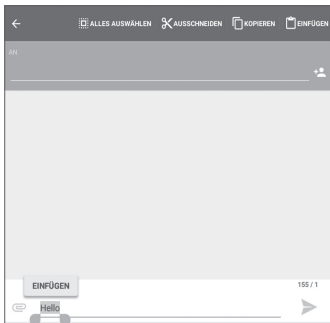 ALLES AUSWÄHLEN AUSSCHNEIDEN KOPIEREN EINFÜGEN
AN
EINFÜGEN
155 / 1
Hello